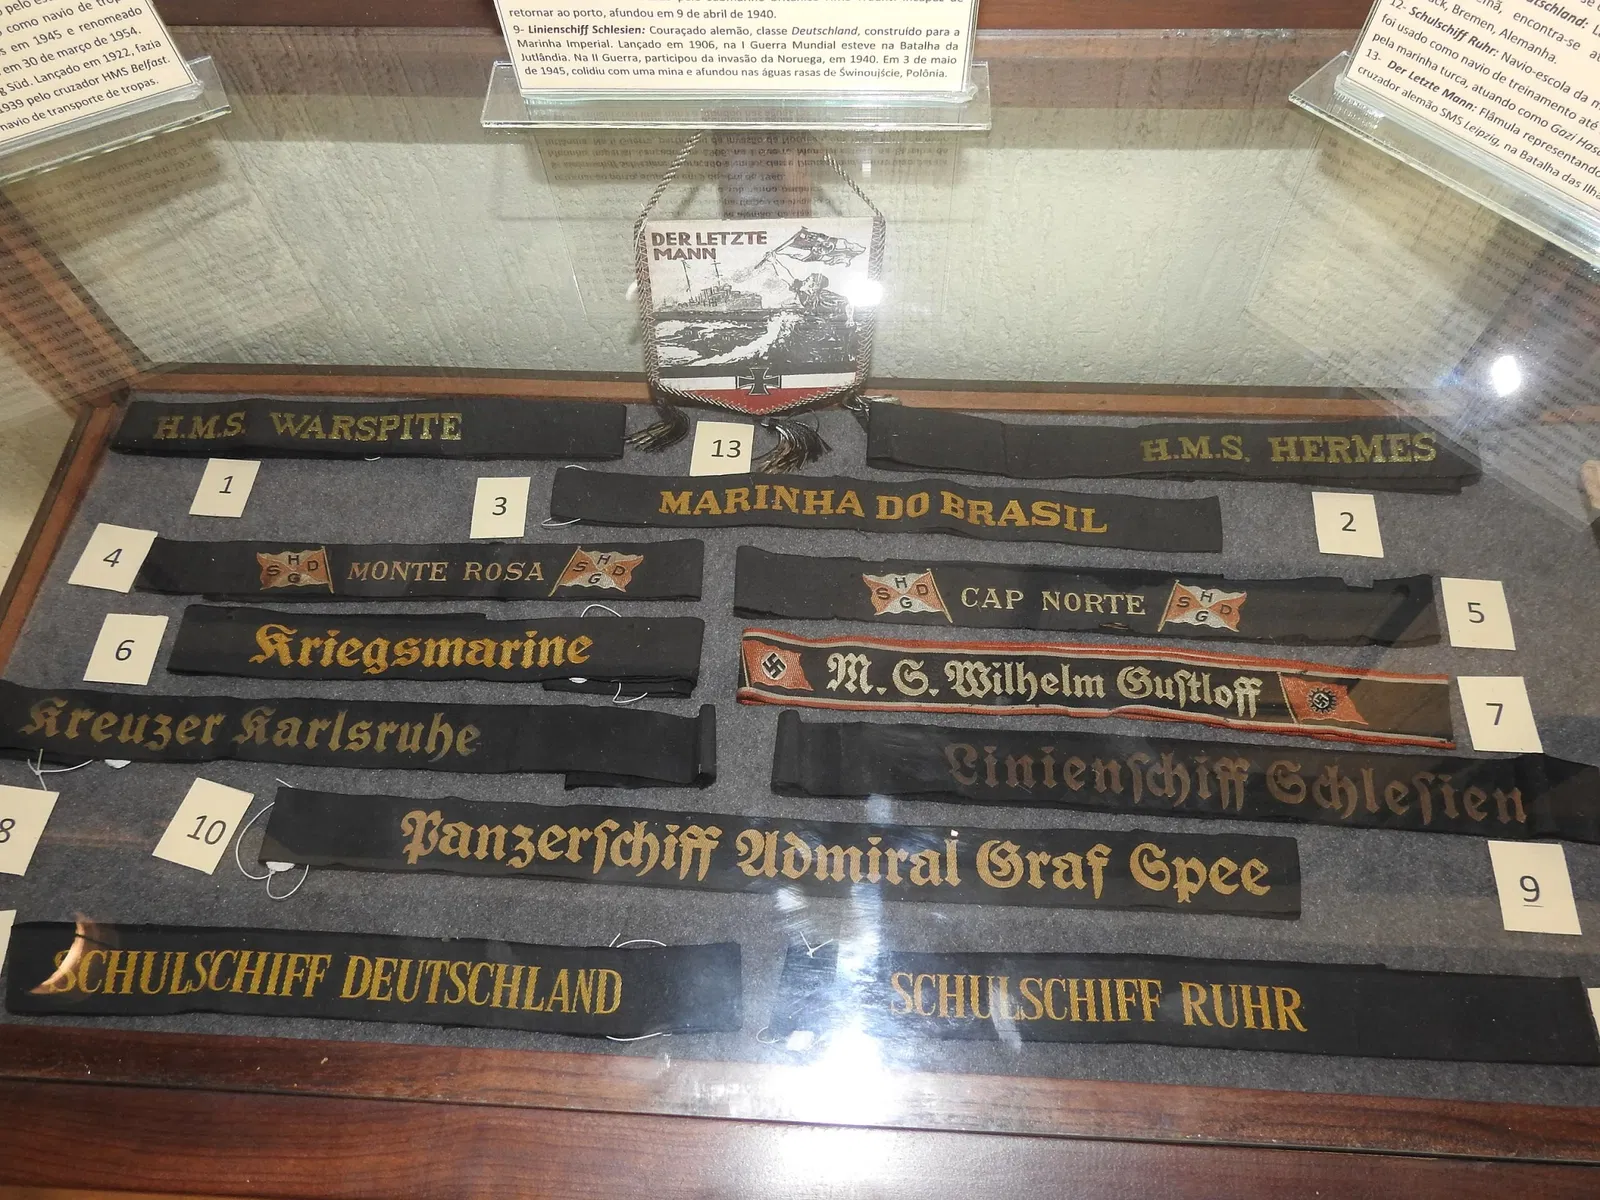 como navio de
s em 1945 e renomeado
em 30 de março de 1954.
g Süd. Lançado em 1922, fazia
1939 pelo cruzador HMS Belfast.
navio de transporte de tropas.
retornar ao porto, afundou em 9 de abril de 1940.
9- Linienschiff Schlesien: Couraçado alemão, classe Deutschland, construído para a
Marinha Imperial. Lançado em 1906, na I Guerra Mundial esteve na Batalha da
Jutlândia. Na II Guerra, participou da invasão da Noruega, em 1940. Em 3 de maio
de 1945, colidiu com uma mina e afundou nas águas rasas de Świnoujście, Polônia.
encontra-se
Bremen, Alemanha.
12- Schulschiff Ruhr: Navio-escola da
foi usado como navio de treinamento até
pela marinha turca, atuando como Gazi
13- Der Letzte Mann: Flâmula representando
cruzador alemão SMS Leipzig, na Batalha das
DER LETZTE
MANN
H.M.S. WARSPITE
H.M.S. HERMES
13
1
3
MARINHA DO BRASIL
2
4
H
S D
G
MONTE ROSA
H
S D
G
H
S D
G
CAP NORTE
H
S D
G
5
6
Kriegsmarine
M. S. Wilhelm Gustloff
7
Kreuzer Karlsruhe
Linienschiff Schlesien
8
10
Panzerschiff Admiral Graf Spee
9
SCHULSCHIFF DEUTSCHLAND
SCHULSCHIFF RUHR